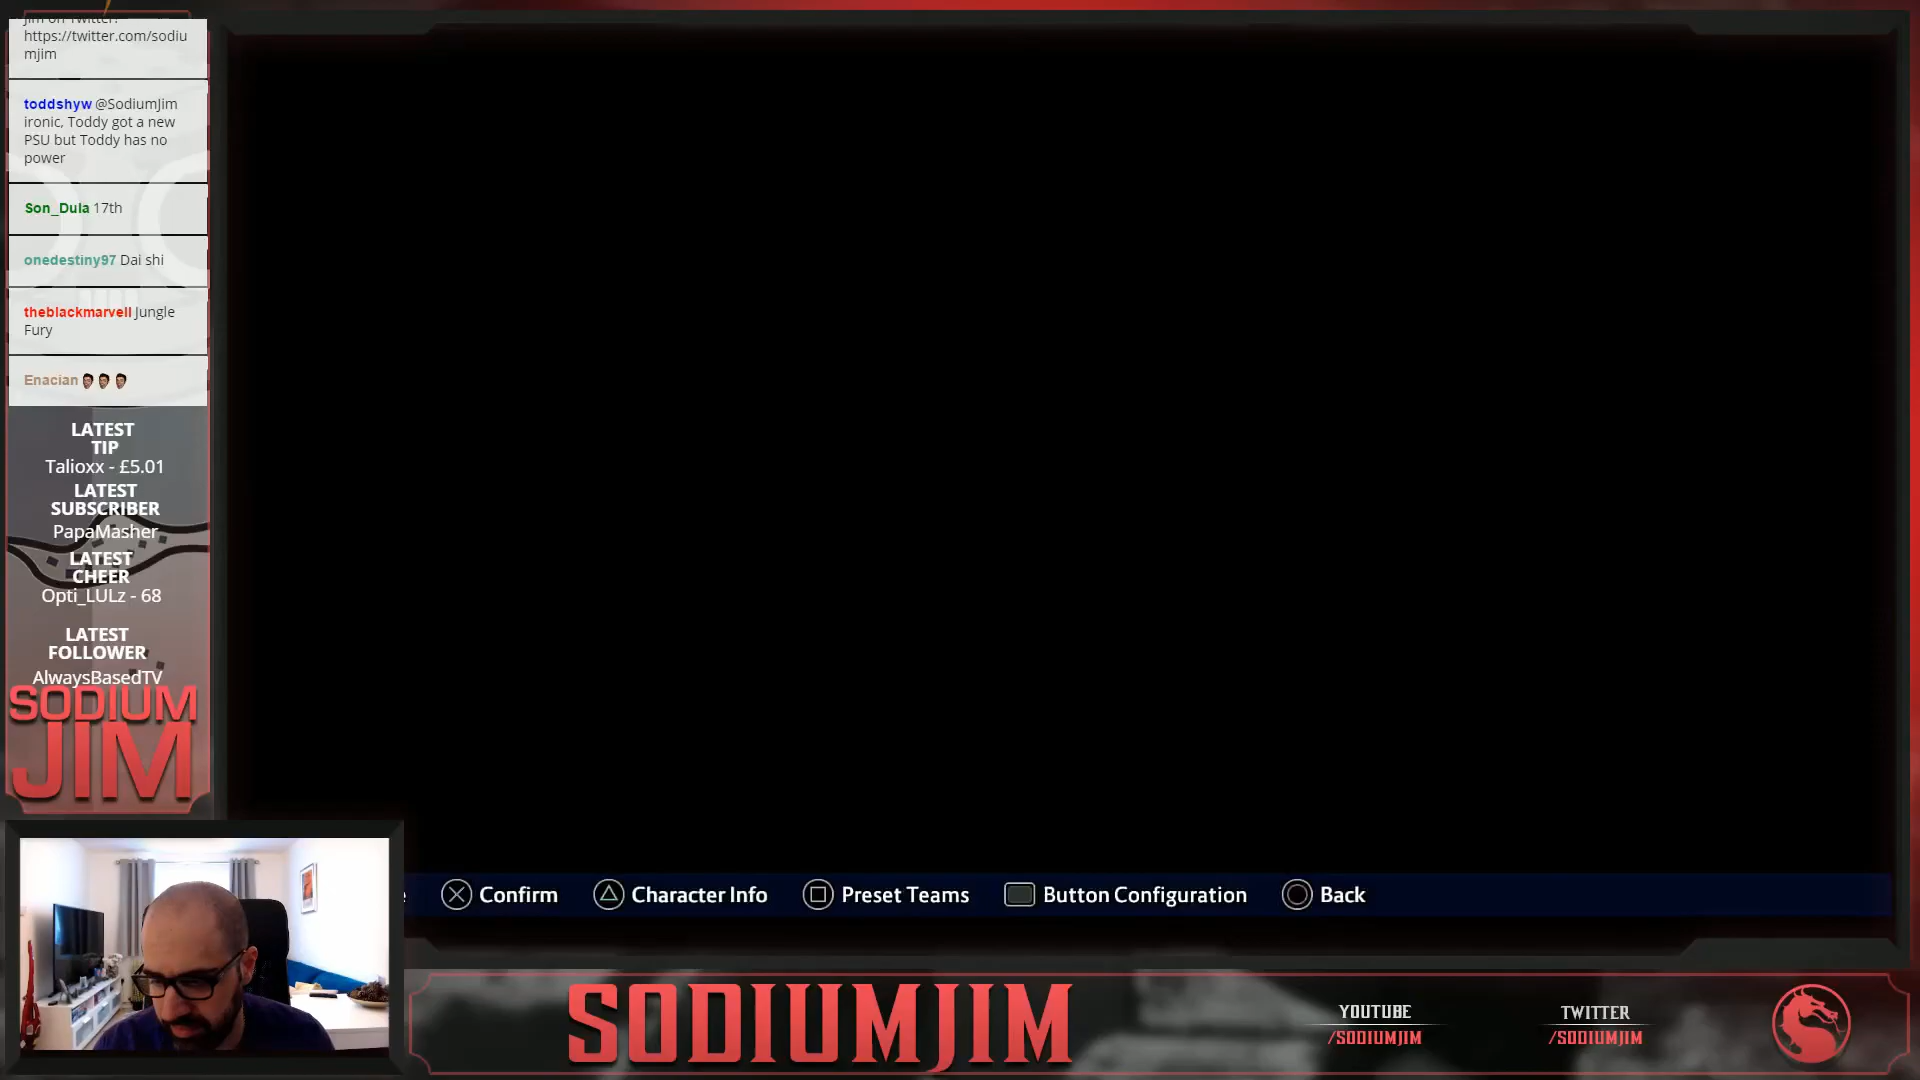 https://twitter.com/sodiu
mjim
toddshyw @SodiumJim
ironic, Toddy got a new
PSU but Toddy has no
power
Son_Dula 17th
onedestiny97 Dai shi
theblackmarvell Jungle
Fury
Enacian
LATEST
TIP
Talioxx - £5.01
LATEST
SUBSCRIBER
PapaMasher
LATEST
CHEER
Opti_LULz - 68
LATEST
FOLLOWER
AlwaysBasedTV
SODIUM
JIM
Confirm Character Info Preset Teams Button Configuration Back
SODIUMJIM
YOUTUBE
/SODIUMJIM
TWITTER
/SODIUMJIM